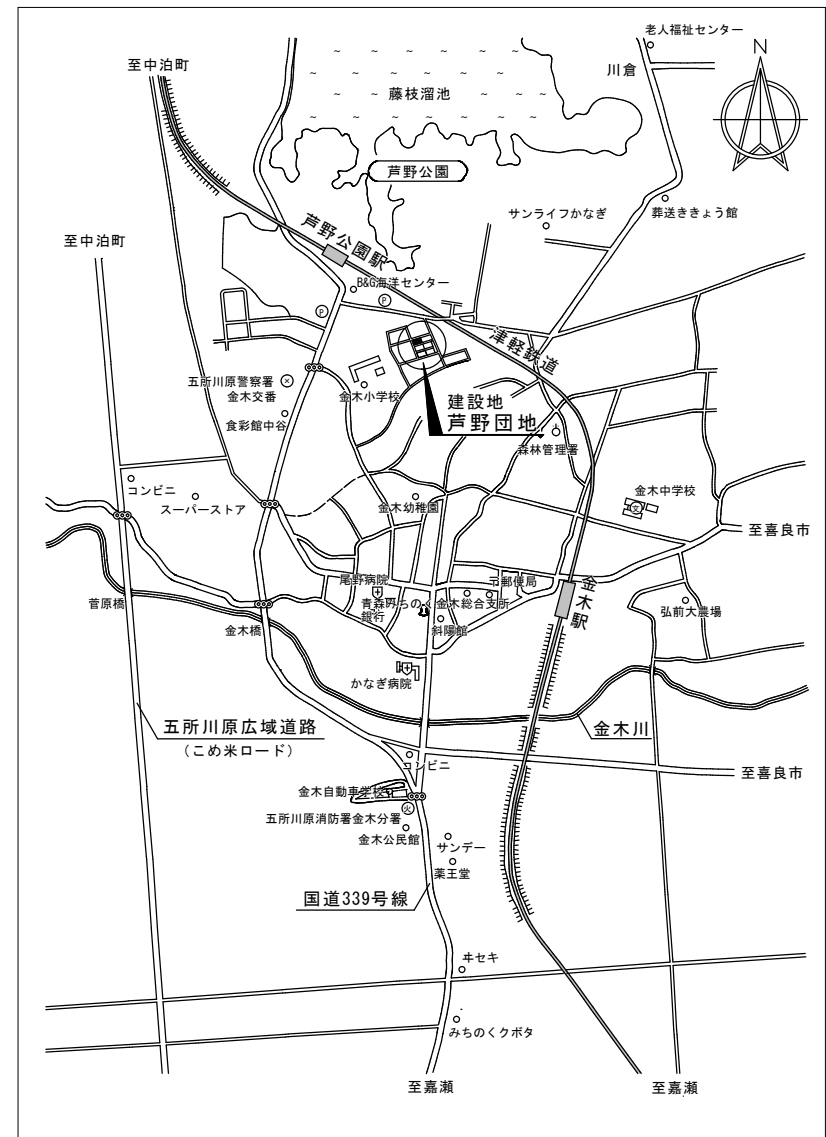 老人福祉センター
N
至中泊町
川倉
藤枝溜池
芦野公園
葬送ききょう館
サンライフかなぎ
至中泊町
芦野公園駅
B&G海洋センター
P
P
津軽鉄道
五所川原警察署
金木交番
金木小学校
建設地
芦野団地
食彩館中谷
森林管理署
コンビニ
スーパーストア
金木幼稚園
金木中学校
文
至喜良市
尾野病院
〒郵便局
金木駅
菅原橋
金木橋
青森みちのく
銀行
金木総合支所
弘前大農場
斜陽館
かなぎ病院
五所川原広域道路
(こめ米ロード)
金木川
コンビニ
至喜良市
金木自動車学校
火
五所川原消防署金木分署
金木公民館
サンデー
薬王堂
国道339号線
ヰセキ
みちのくクボタ
至嘉瀬
至嘉瀬